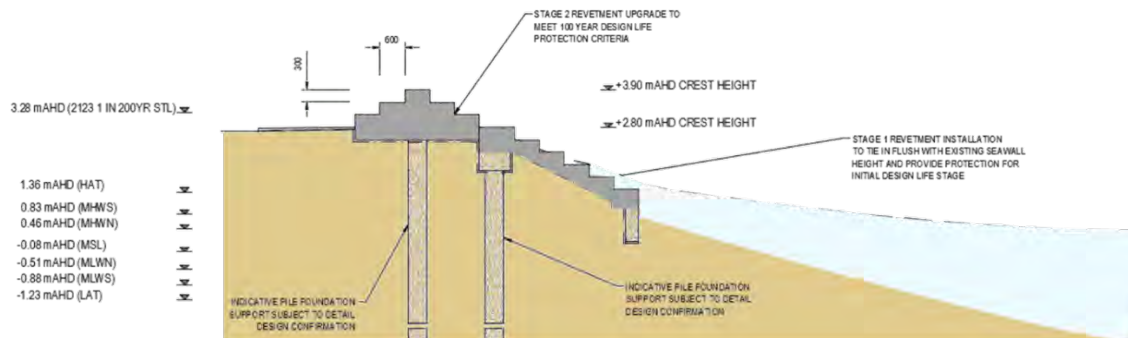 STAGE 2 REVETMENT UPGRADE TO
MEET 100 YEAR DESIGN LIFE
PROTECTION CRITERIA
600
300
3.28 mAHD (2123 1 IN 200YR STL)
+3.90 mAHD CREST HEIGHT
+2.80 mAHD CREST HEIGHT
STAGE 1 REVETMENT INSTALLATION
TO TIE IN FLUSH WITH EXISTING SEAWALL
HEIGHT AND PROVIDE PROTECTION FOR
INITIAL DESIGN LIFE STAGE
1.36 mAHD (HAT)
0.83 mAHD (MHWS)
0.46 mAHD (MHWN)
-0.08 mAHD (MSL)
-0.51 mAHD (MLWN)
-0.88 mAHD (MLWS)
-1.23 mAHD (LAT)
INDICATIVE PILE FOUNDATION
SUPPORT SUBJECT TO DETAIL
DESIGN CONFIRMATION
INDICATIVE PILE FOUNDATION
SUPPORT SUBJECT TO DETAIL
DESIGN CONFIRMATION